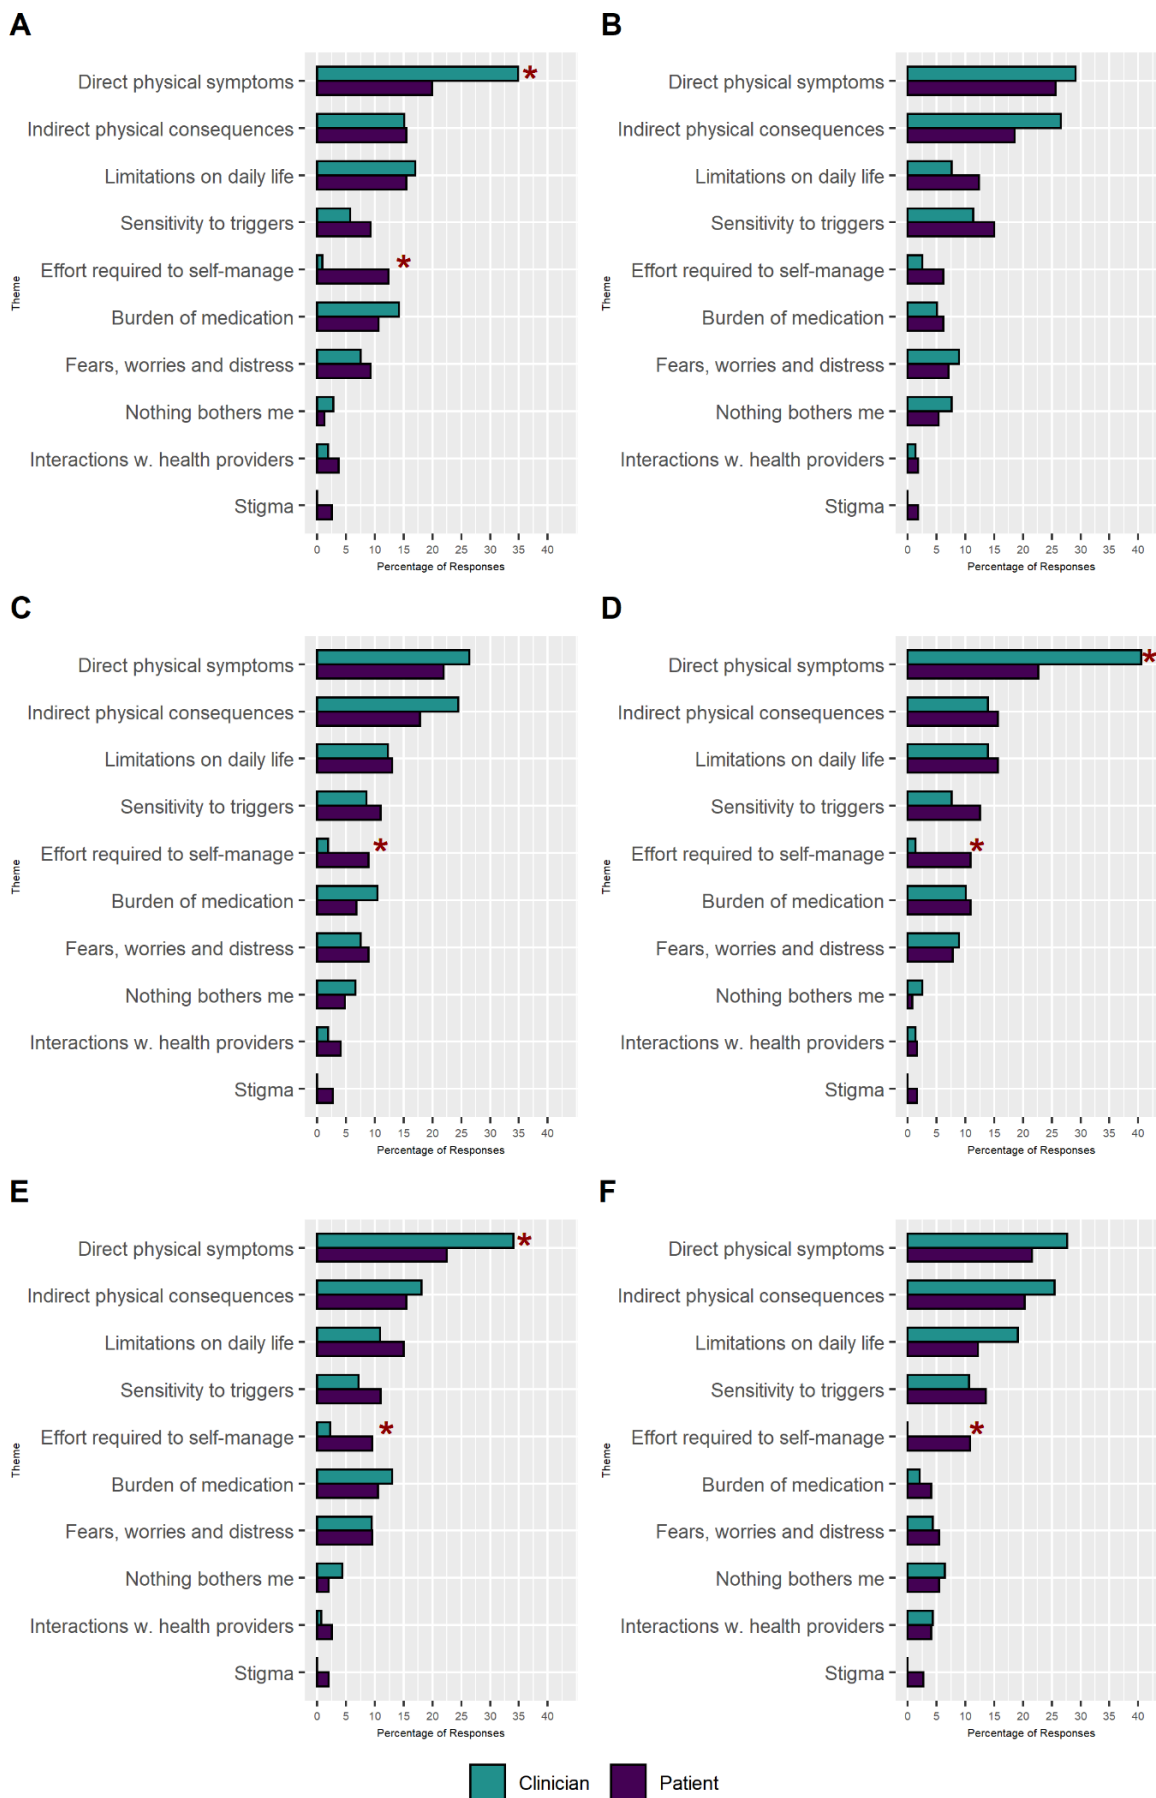 A
Direct physical symptoms
*
Indirect physical consequences
Limitations on daily life
Sensitivity to triggers
Effort required to self-manage
*
Burden of medication
Fears, worries and distress
Nothing bothers me
Interactions w. health providers
Stigma
Theme
0 5 10 15 20 25 30 35 40
Percentage of Responses
B
Direct physical symptoms
Indirect physical consequences
Limitations on daily life
Sensitivity to triggers
Effort required to self-manage
Burden of medication
Fears, worries and distress
Nothing bothers me
Interactions w. health providers
Stigma
Theme
0 5 10 15 20 25 30 35 40
Percentage of Responses
C
Direct physical symptoms
Indirect physical consequences
Limitations on daily life
Sensitivity to triggers
Effort required to self-manage
*
Burden of medication
Fears, worries and distress
Nothing bothers me
Interactions w. health providers
Stigma
Theme
0 5 10 15 20 25 30 35 40
Percentage of Responses
D
Direct physical symptoms
*
Indirect physical consequences
Limitations on daily life
Sensitivity to triggers
Effort required to self-manage
*
Burden of medication
Fears, worries and distress
Nothing bothers me
Interactions w. health providers
Stigma
Theme
0 5 10 15 20 25 30 35 40
Percentage of Responses
E
Direct physical symptoms
*
Indirect physical consequences
Limitations on daily life
Sensitivity to triggers
Effort required to self-manage
*
Burden of medication
Fears, worries and distress
Nothing bothers me
Interactions w. health providers
Stigma
Theme
0 5 10 15 20 25 30 35 40
Percentage of Responses
F
Direct physical symptoms
Indirect physical consequences
Limitations on daily life
Sensitivity to triggers
Effort required to self-manage
*
Burden of medication
Fears, worries and distress
Nothing bothers me
Interactions w. health providers
Stigma
Theme
0 5 10 15 20 25 30 35 40
Percentage of Responses
Clinician Patient